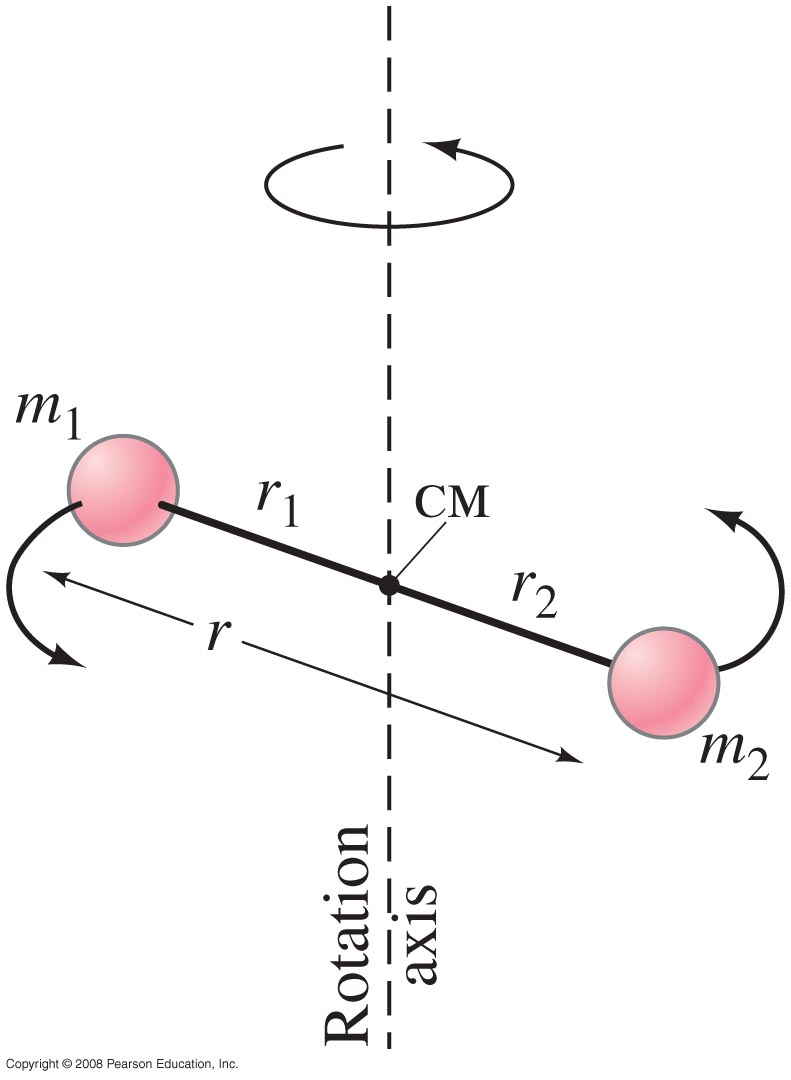 m₁
r₁
CM
r₂
r
m₂
Rotation
axis
Copyright © 2008 Pearson Education, Inc.